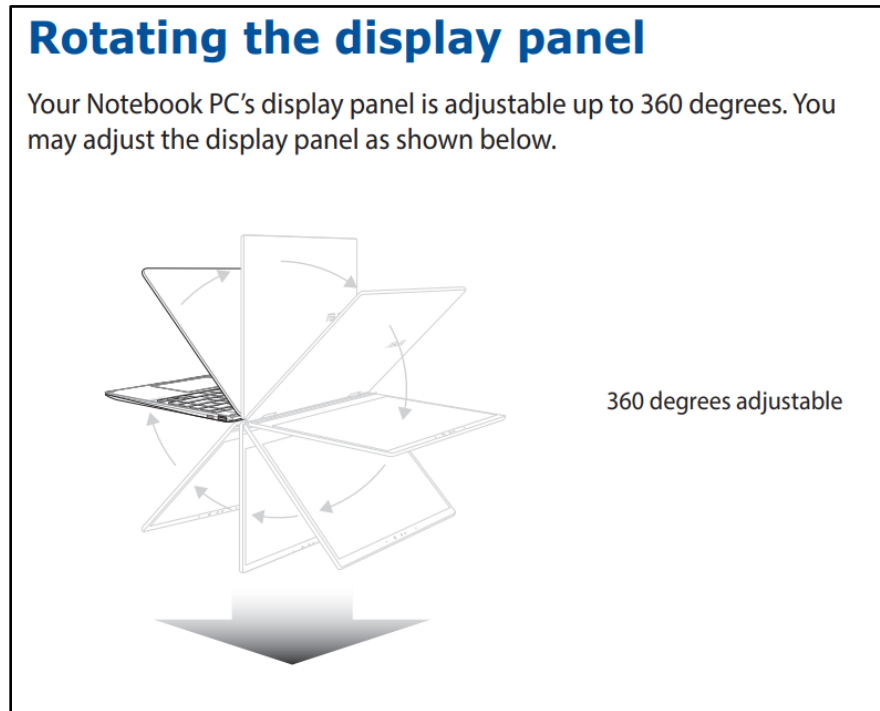 Rotating the display panel
Your Notebook PC’s display panel is adjustable up to 360 degrees. You
may adjust the display panel as shown below.
360 degrees adjustable